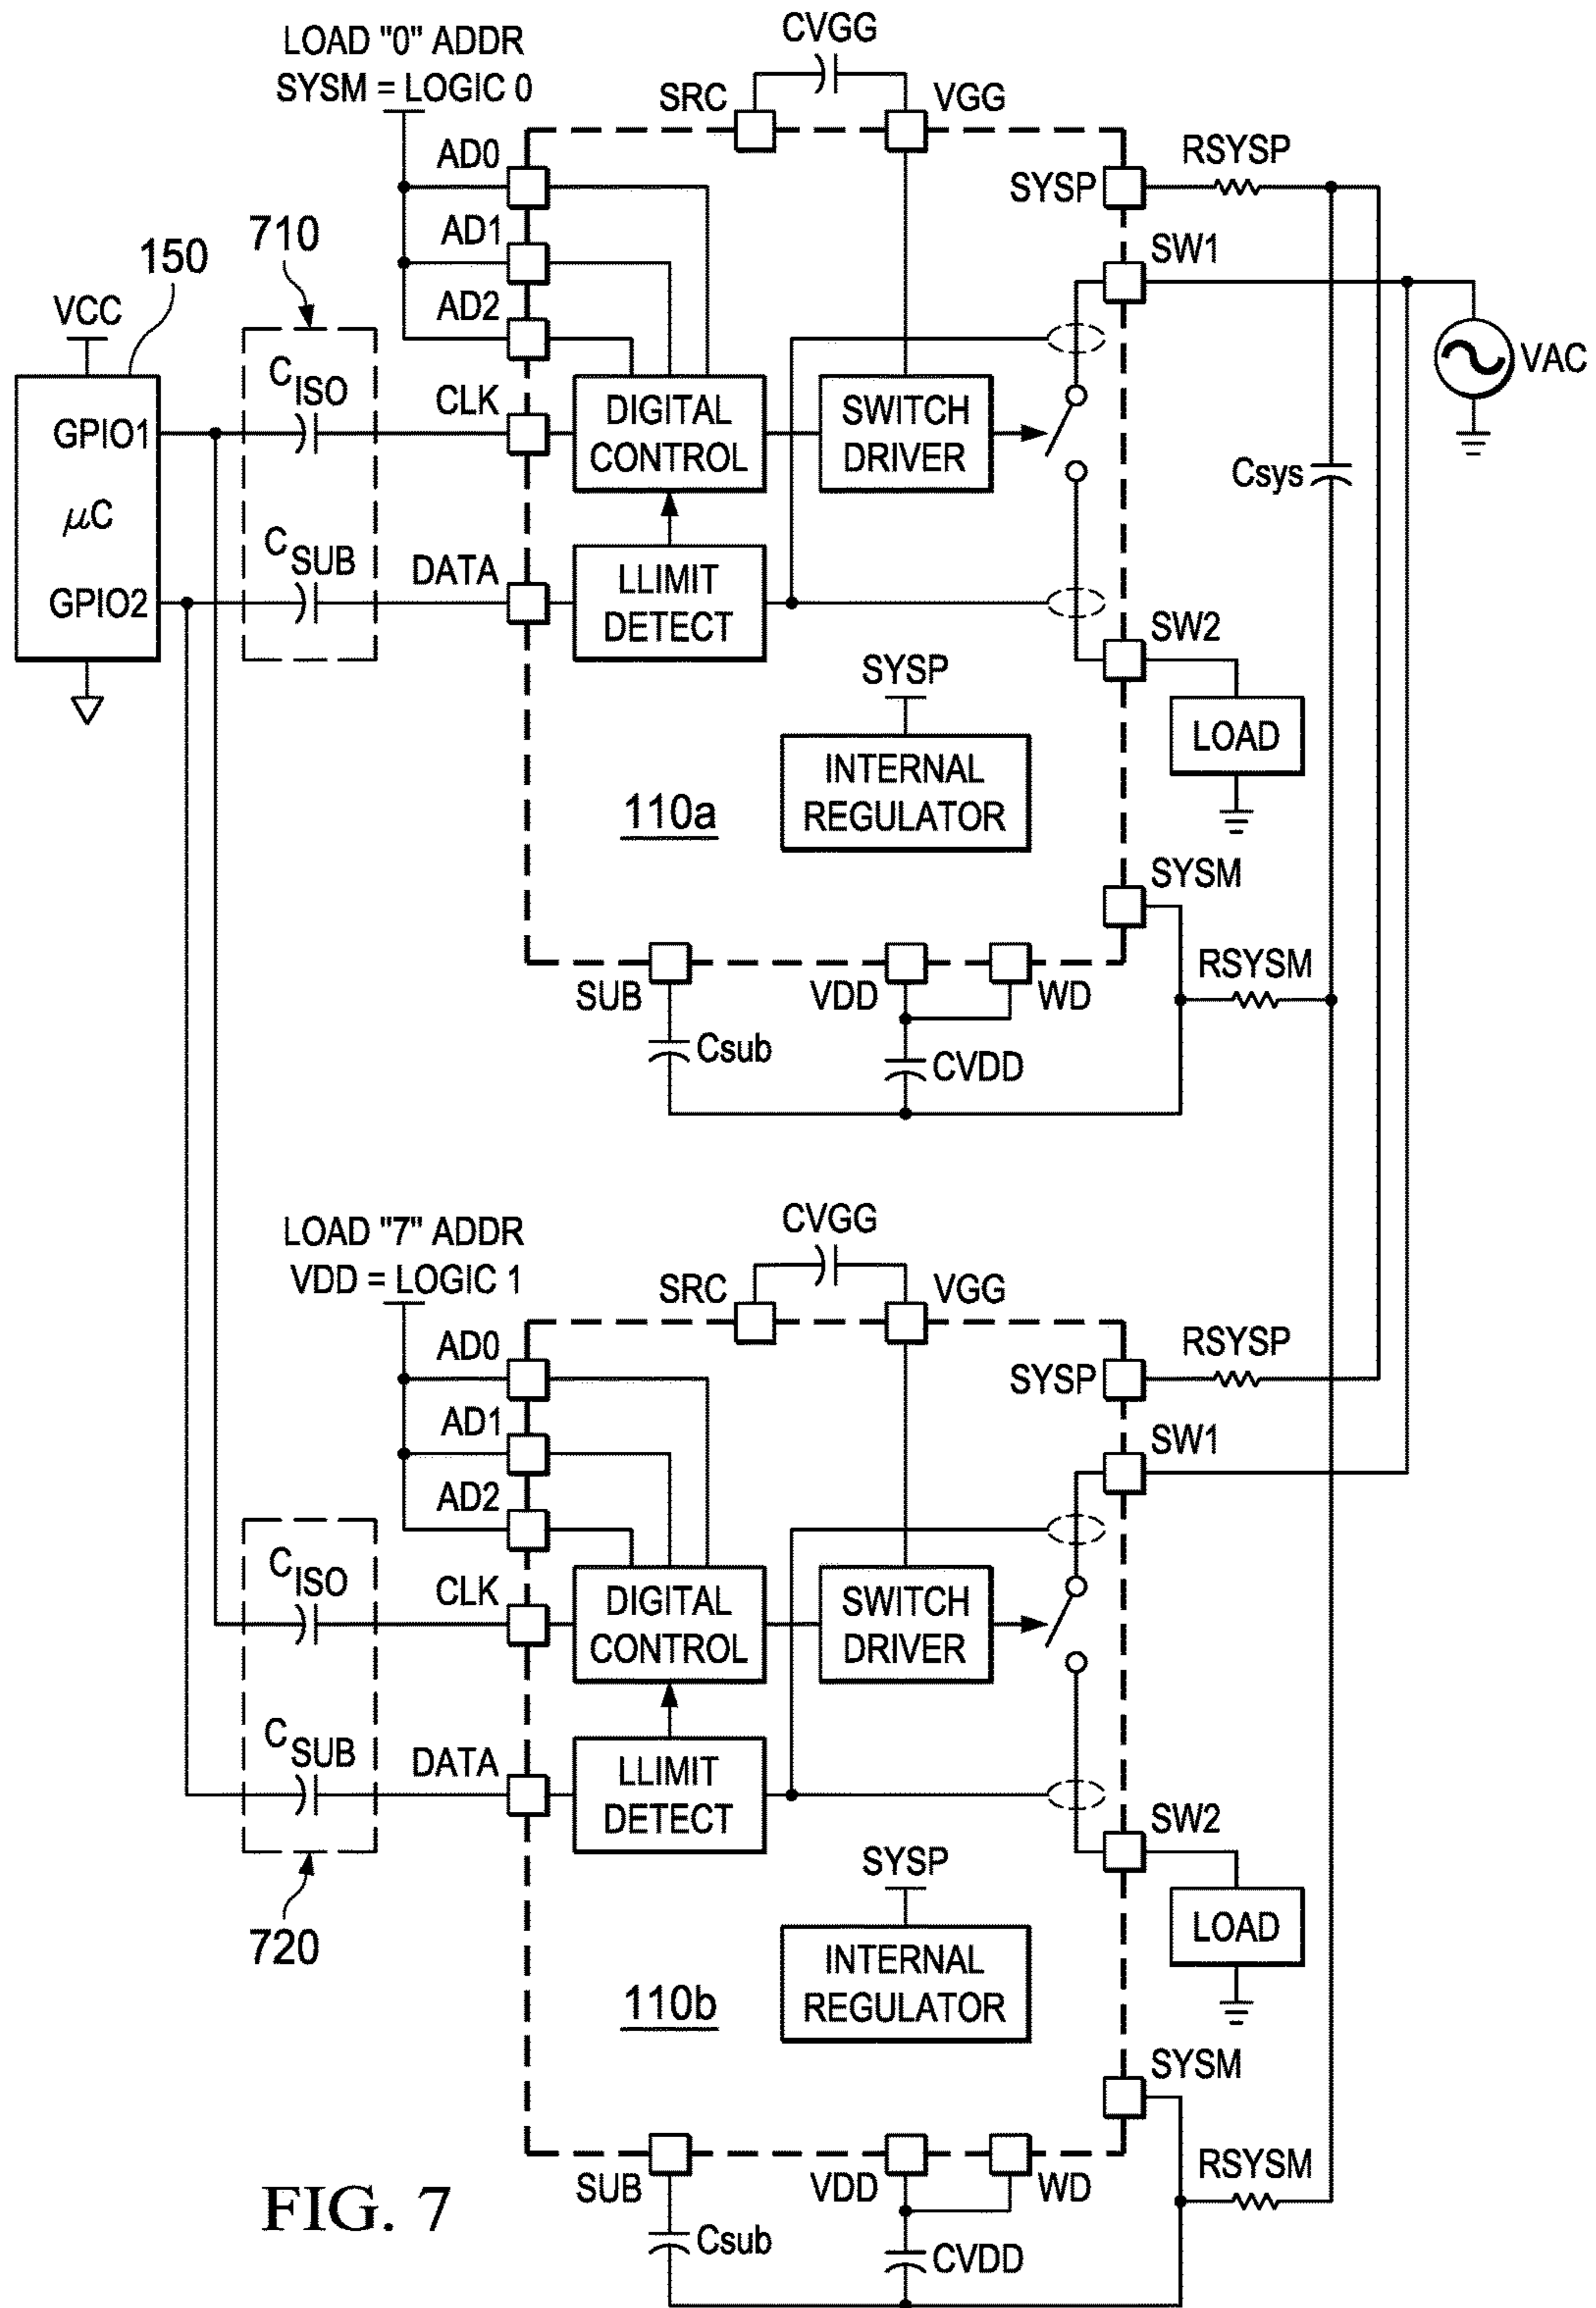 LOAD "0" ADDR
SYSM = LOGIC 0
CVGG
SRC
VGG
AD0
SYSP
RSYSP
AD1
SW1
710
150
AD2
VCC
VAC
C ISO
CLK
DIGITAL
CONTROL
SWITCH
DRIVER
GPIO1
Csys
μC
C SUB
DATA
LLIMIT
DETECT
GPIO2
SW2
SYSP
LOAD
INTERNAL
REGULATOR
110a
SYSM
SUB
VDD
WD
RSYSM
Csub
CVDD
LOAD "7" ADDR
VDD = LOGIC 1
CVGG
SRC
VGG
AD0
SYSP
RSYSP
AD1
SW1
AD2
C ISO
CLK
DIGITAL
CONTROL
SWITCH
DRIVER
C SUB
DATA
LLIMIT
DETECT
SW2
SYSP
LOAD
720
INTERNAL
REGULATOR
110b
SYSM
SUB
VDD
WD
RSYSM
FIG. 7
Csub
CVDD